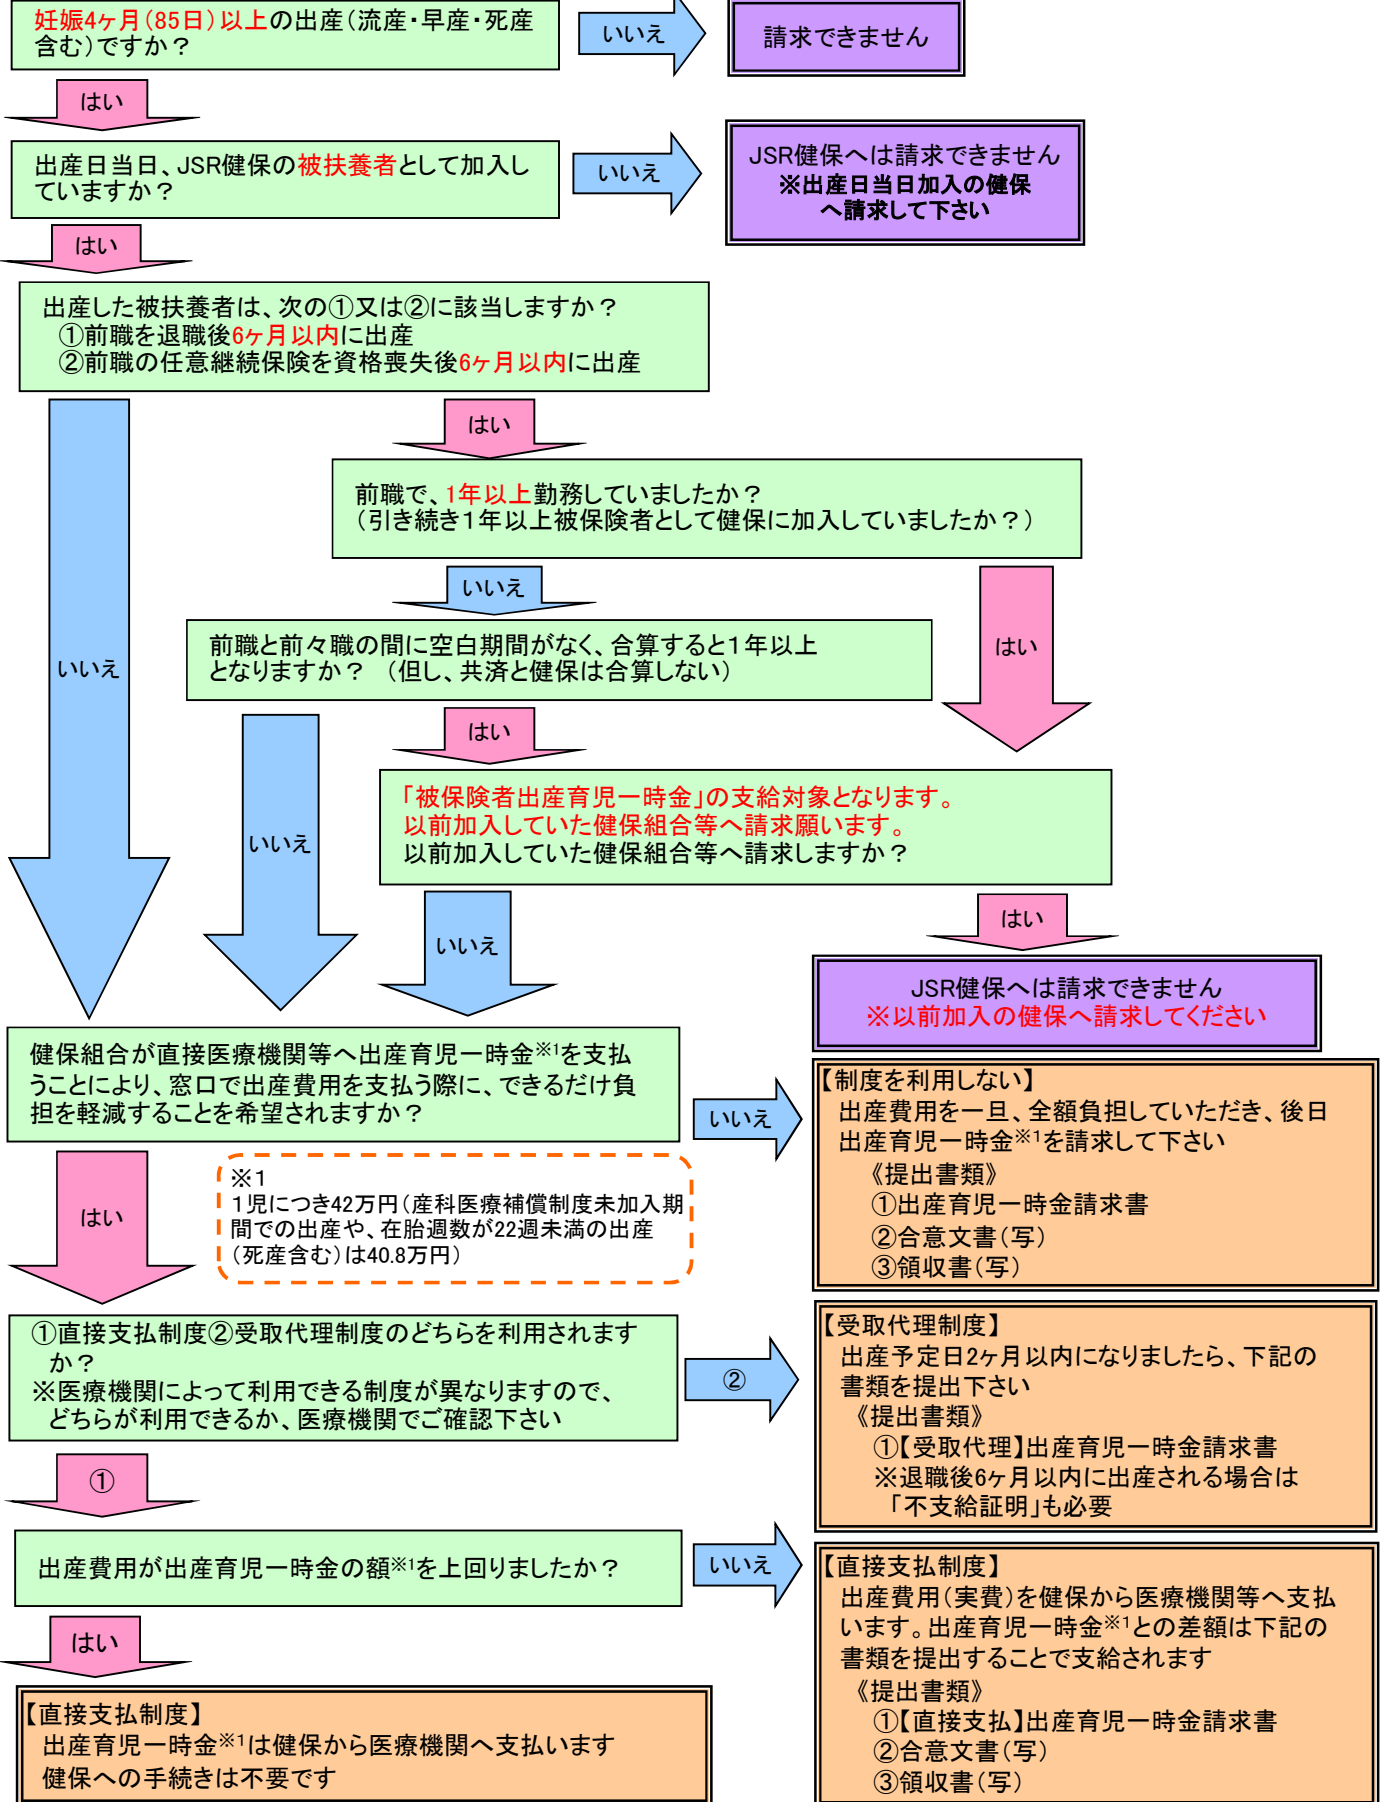 妊娠4ヶ月（85日）以上の出産（流産・早産・死産
含む）ですか？
いいえ
請求できません
はい
出産日当日、JSR健保の被扶養者として加入し
ていますか？
いいえ
JSR健保へは請求できません
※出産日当日加入の健保
へ請求して下さい
はい
出産した被扶養者は、次の①又は②に該当しますか？
①前職を退職後6ヶ月以内に出産
②前職の任意継続保険を資格喪失後6ヶ月以内に出産
はい
前職で、1年以上勤務していましたか？
（引き続き１年以上被保険者として健保に加入していましたか？）
いいえ
はい
いいえ
前職と前々職の間に空白期間がなく、合算すると１年以上
となりますか？　（但し、共済と健保は合算しない）
はい
いいえ
「被保険者出産育児一時金」の支給対象となります。
以前加入していた健保組合等へ請求願います。
以前加入していた健保組合等へ請求しますか？
いいえ
はい
JSR健保へは請求できません
※以前加入の健保へ請求してください
健保組合が直接医療機関等へ出産育児一時金※1を支払
うことにより、窓口で出産費用を支払う際に、できるだけ負
担を軽減することを希望されますか？
いいえ
【制度を利用しない】
出産費用を一旦、全額負担していただき、後日
出産育児一時金※1を請求して下さい
《提出書類》
①出産育児一時金請求書
②合意文書（写）
③領収書（写）
はい
※１
１児につき42万円（産科医療補償制度未加入期
間での出産や、在胎週数が22週未満の出産
（死産含む）は40.8万円）
①直接支払制度②受取代理制度のどちらを利用されます
か？
※医療機関によって利用できる制度が異なりますので、
どちらが利用できるか、医療機関でご確認下さい
②
【受取代理制度】
出産予定日2ヶ月以内になりましたら、下記の
書類を提出下さい
《提出書類》
①【受取代理】出産育児一時金請求書
※退職後6ヶ月以内に出産される場合は
「不支給証明」も必要
①
出産費用が出産育児一時金の額※1を上回りましたか？
いいえ
【直接支払制度】
出産費用（実費）を健保から医療機関等へ支払
います。出産育児一時金※1との差額は下記の
書類を提出することで支給されます
《提出書類》
①【直接支払】出産育児一時金請求書
②合意文書（写）
③領収書（写）
はい
【直接支払制度】
出産育児一時金※1は健保から医療機関へ支払います
健保への手続きは不要です